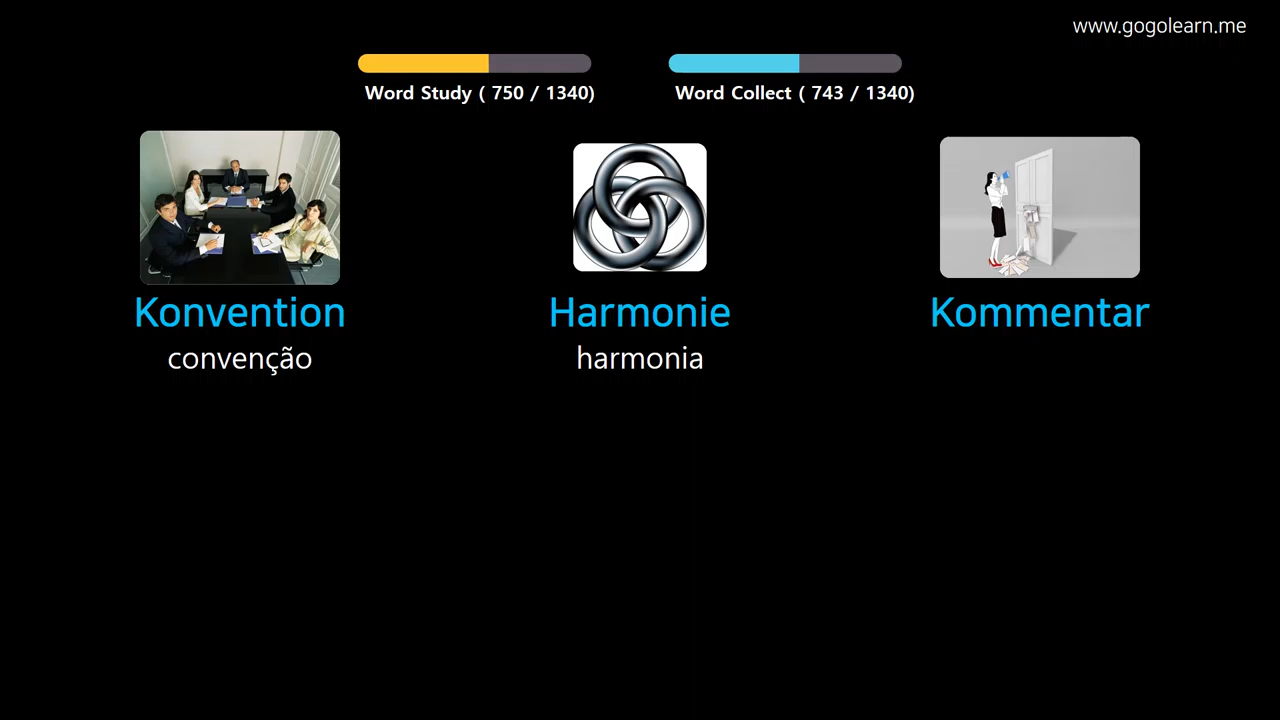 www.gogolearn.me
Word Study ( 750 / 1340)
Word Collect ( 743 / 1340)
Konvention
Harmonie
Kommentar
convenção
harmonia